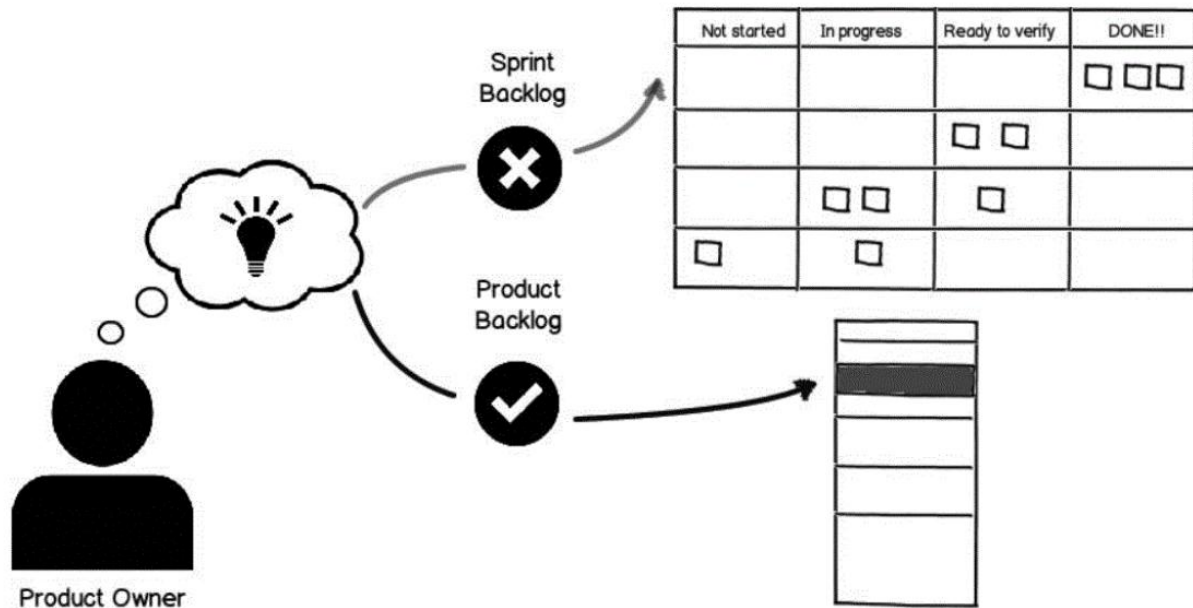 Not started In progress Ready to verify DONE!!
Sprint
Backlog
Product
Backlog
Product Owner